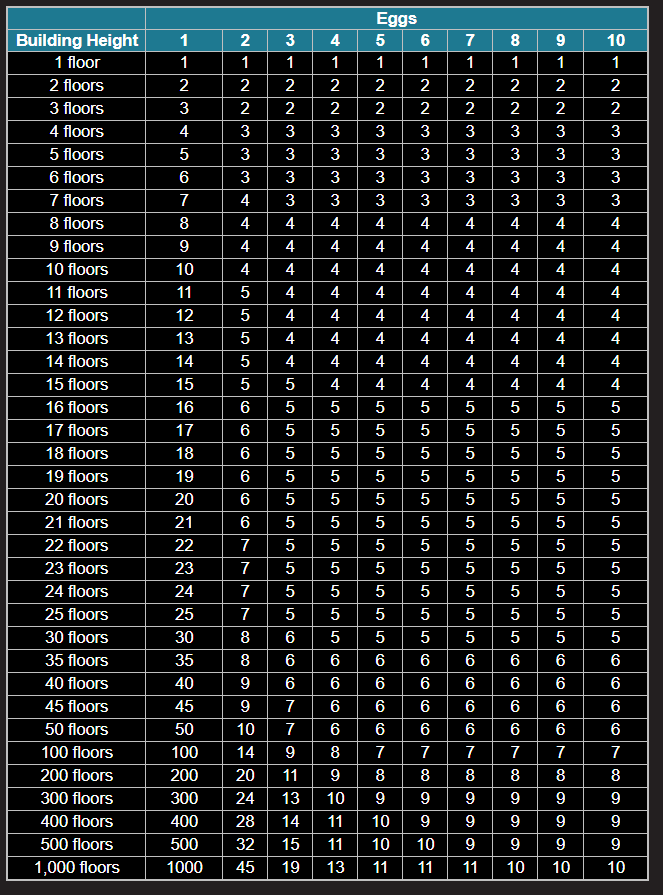 Eggs
Building Height 1 2 3 4 5 6 7 8 9 10
1 floor 1 1 1 1 1 1 1 1 1 1
2 floors 2 2 2 2 2 2 2 2 2 2
3 floors 3 2 2 2 2 2 2 2 2 2
4 floors 4 3 3 3 3 3 3 3 3 3
5 floors 5 3 3 3 3 3 3 3 3 3
6 floors 6 3 3 3 3 3 3 3 3 3
7 floors 7 4 3 3 3 3 3 3 3 3
8 floors 8 4 4 4 4 4 4 4 4 4
9 floors 9 4 4 4 4 4 4 4 4 4
10 floors 10 4 4 4 4 4 4 4 4 4
11 floors 11 5 4 4 4 4 4 4 4 4
12 floors 12 5 4 4 4 4 4 4 4 4
13 floors 13 5 4 4 4 4 4 4 4 4
14 floors 14 5 4 4 4 4 4 4 4 4
15 floors 15 5 5 4 4 4 4 4 4 4
16 floors 16 6 5 5 5 5 5 5 5 5
17 floors 17 6 5 5 5 5 5 5 5 5
18 floors 18 6 5 5 5 5 5 5 5 5
19 floors 19 6 5 5 5 5 5 5 5 5
20 floors 20 6 5 5 5 5 5 5 5 5
21 floors 21 6 5 5 5 5 5 5 5 5
22 floors 22 7 5 5 5 5 5 5 5 5
23 floors 23 7 5 5 5 5 5 5 5 5
24 floors 24 7 5 5 5 5 5 5 5 5
25 floors 25 7 5 5 5 5 5 5 5 5
30 floors 30 8 6 5 5 5 5 5 5 5
35 floors 35 8 6 6 6 6 6 6 6 6
40 floors 40 9 6 6 6 6 6 6 6 6
45 floors 45 9 7 6 6 6 6 6 6 6
50 floors 50 10 7 6 6 6 6 6 6 6
100 floors 100 14 9 8 7 7 7 7 7 7
200 floors 200 20 11 9 8 8 8 8 8 8
300 floors 300 24 13 10 9 9 9 9 9 9
400 floors 400 28 14 11 10 9 9 9 9 9
500 floors 500 32 15 11 10 10 9 9 9 9
1,000 floors 1000 45 19 13 11 11 11 10 10 10